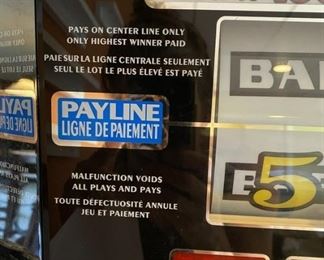 PAYS ON CENTER LINE ONLY
ONLY HIGHEST WINNER PAID
PAIE SUR LA LIGNE CENTRALE SEULEMENT
SEUL LE LOT LE PLUS ÉLEVÉ EST PAYÉ
BAR
PAYLINE
LIGNE DE PAIEMENT
5
MALFUNCTION VOIDS
ALL PLAYS AND PAYS
TOUTE DÉFECTUOSITÉ ANNULE
JEU ET PAIEMENT